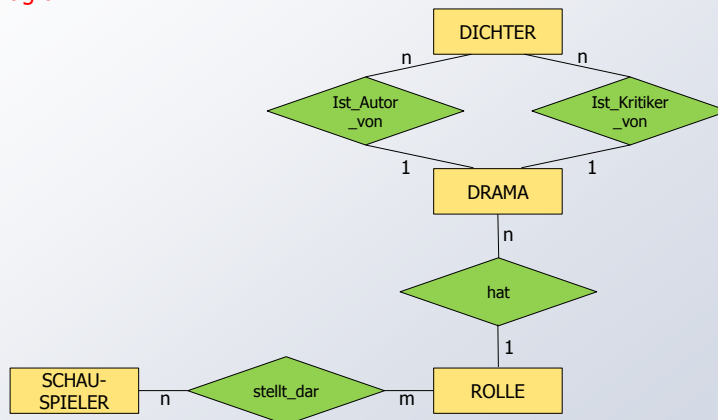 DICHTER
n
n
Ist_Autor
_von
Ist_Kritiker
_von
1
1
DRAMA
n
hat
1
SCHAU-
SPIELER
n
stellt_dar
m
ROLLE